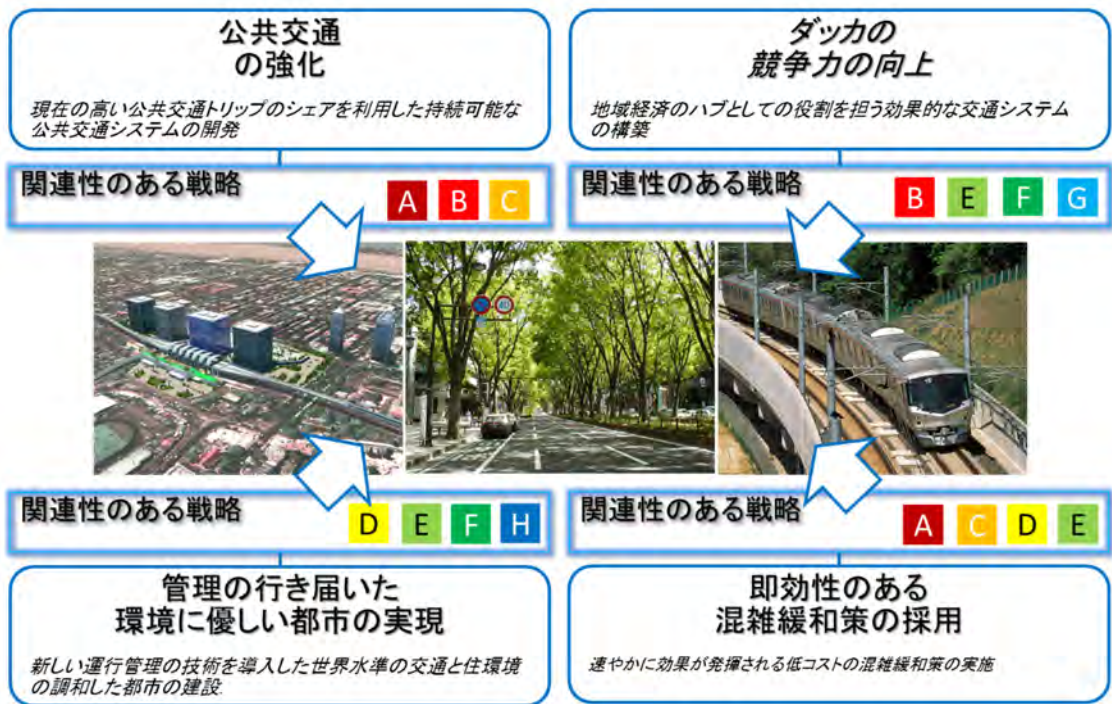 公共交通
の強化
現在の高い公共交通トリップのシェアを利用した持続可能な
公共交通システムの開発
関連性のある戦略
A B C
ダッカの
競争力の向上
地域経済のハブとしての役割を担う効果的な交通システム
の構築
関連性のある戦略
B E F G
関連性のある戦略
D E F H
管理の行き届いた
環境に優しい都市の実現
新しい運行管理の技術を導入した世界水準の交通と住環境
の調和した都市の建設.
関連性のある戦略
A C D E
即効性のある
混雑緩和策の採用
速やかに効果が発揮される低コストの混雑緩和策の実施